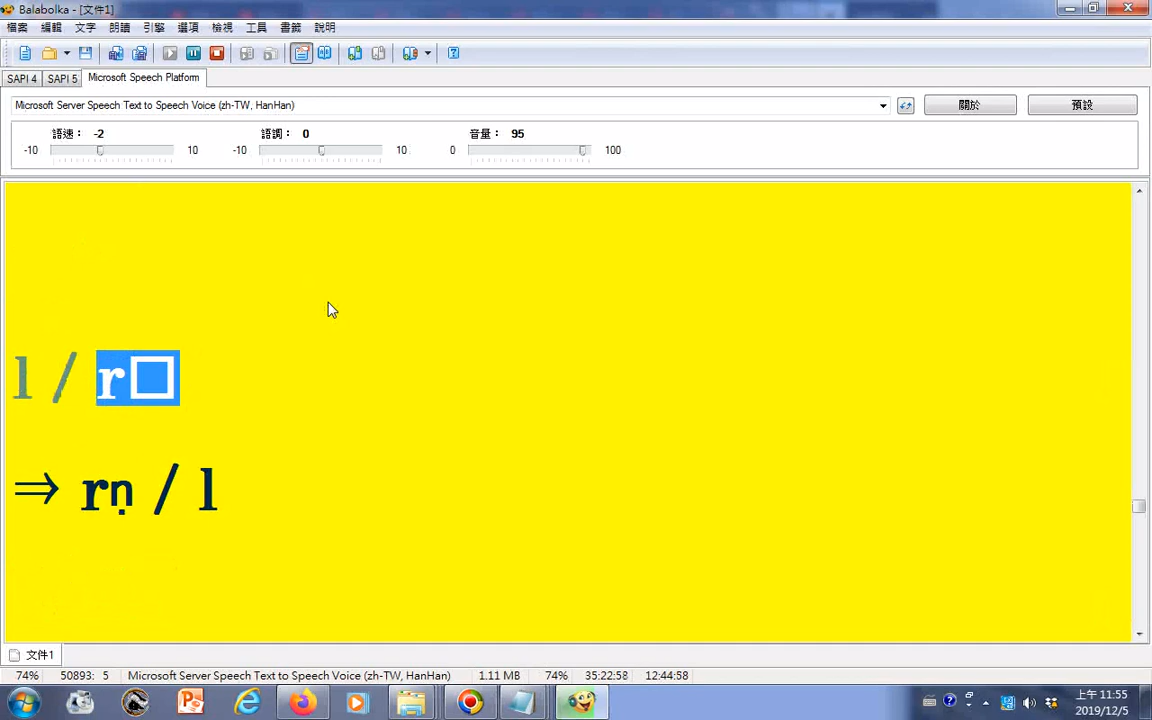 Balabolka - [文件1]
檔案 編輯 文字 朗讀 引擎 選項 檢視 工具 書籤 說明
SAPI 4 SAPI 5 Microsoft Speech Platform
Microsoft Server Speech Text to Speech Voice (zh-TW, HanHan) 關於 預設
語速： -2 語調： 0 音量： 95
-10 10 -10 10 0 100
l / r□
⇒ rṇ / l
文件1
74% 50893: 5 Microsoft Server Speech Text to Speech Voice (zh-TW, HanHan) 1.11 MB 74% 35:22:58 12:44:58
上午 11:55
2019/12/5